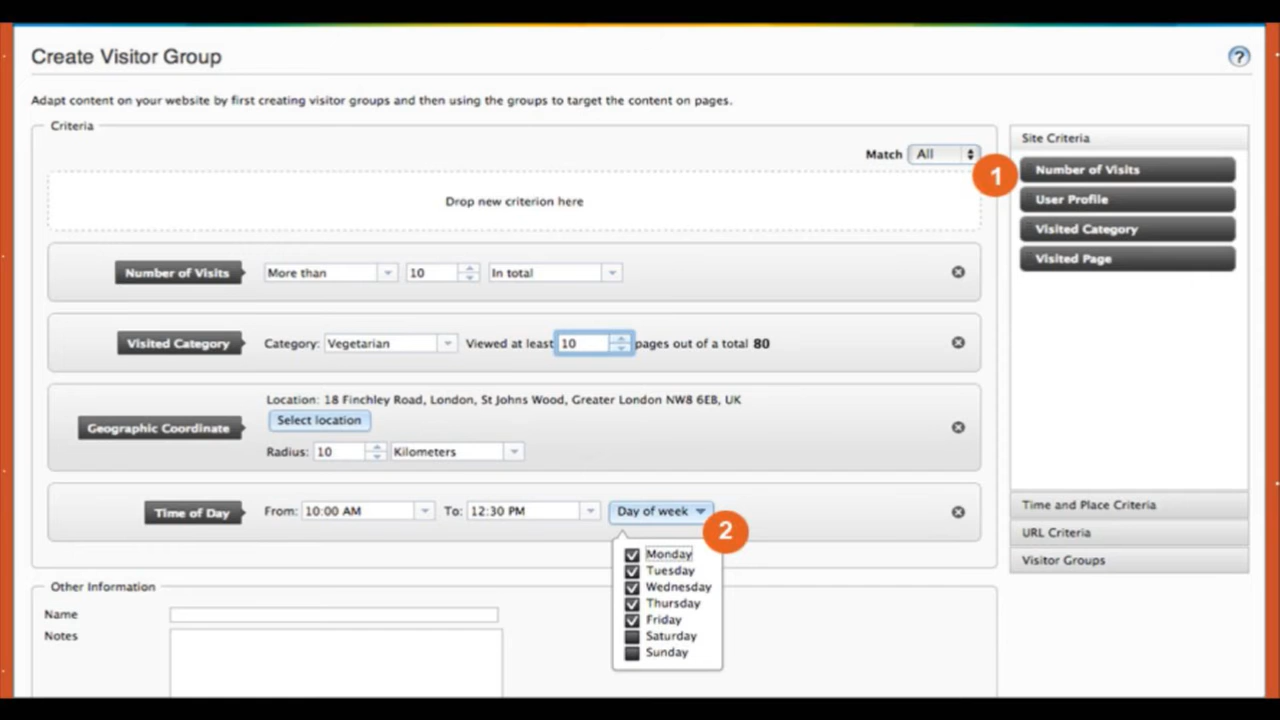 Create Visitor Group
?
Adapt content on your website by first creating visitor groups and then using the groups to target the content on pages.
Criteria
Match All
Drop new criterion here
Number of Visits More than 10 In total
Visited Category Category: Vegetarian Viewed at least 10 pages out of a total 80
Location: 18 Finchley Road, London, St Johns Wood, Greater London NW8 6EB, UK
Geographic Coordinate Select location
Radius: 10 Kilometers
Time of Day From: 10:00 AM To: 12:30 PM Day of week
2
Monday
Tuesday
Wednesday
Thursday
Friday
Saturday
Sunday
Other Information
Name
Notes
Site Criteria
1
Number of Visits
User Profile
Visited Category
Visited Page
Time and Place Criteria
URL Criteria
Visitor Groups